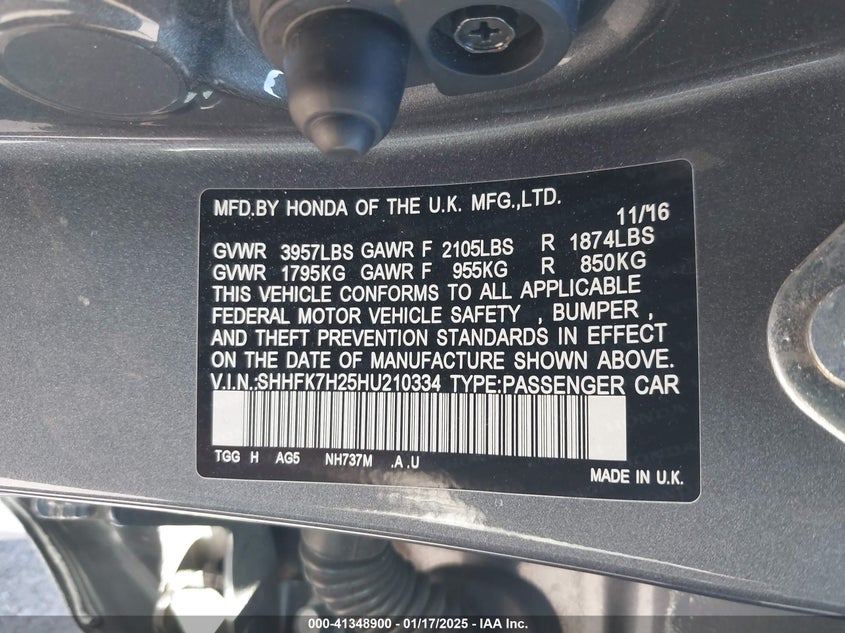 MFD.BY HONDA OF THE U.K. MFG.,LTD. 11/'16
GVWR 3957LBS GAWR F 2105LBS R 1874LBS
GVWR 1795KG GAWR F 955KG R 850KG
THIS VEHICLE CONFORMS TO ALL APPLICABLE
FEDERAL MOTOR VEHICLE SAFETY , BUMPER ,
AND THEFT PREVENTION STANDARDS IN EFFECT
ON THE DATE OF MANUFACTURE SHOWN ABOVE.
V.I.N.:SHHFK7H25HU210334 TYPE:PASSENGER CAR
TGG H AG5 NH737M .A .U
MADE IN U.K.
000-41348900 - 01/17/2025 - IAA Inc.